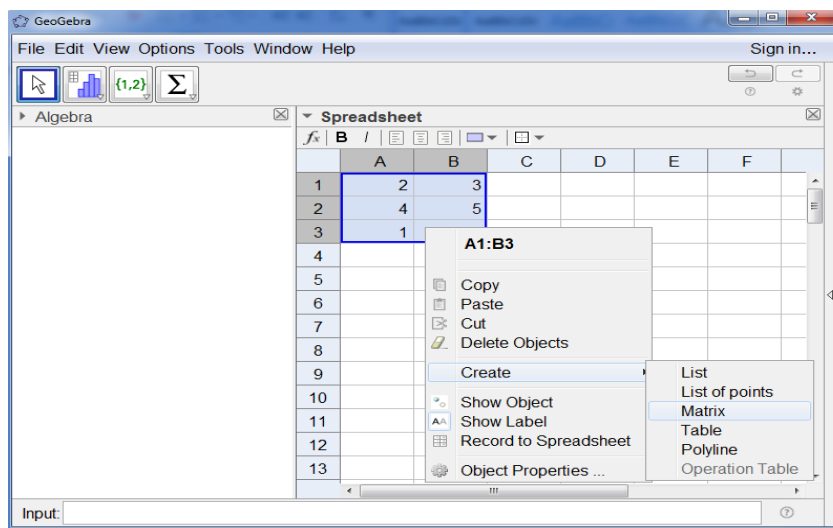 GeoGebra
File Edit View Options Tools Window Help Sign in...
{1,2} Σ
Algebra
Spreadsheet
fx B I
A B C D E F
1 2 3
2 4 5
3 1
4
5
6
7
8
9
10
11
12
13
A1:B3
Copy
Paste
Cut
Delete Objects
Create
Show Object
AA Show Label
Record to Spreadsheet
Object Properties ...
List
List of points
Matrix
Table
Polyline
Operation Table
Input: